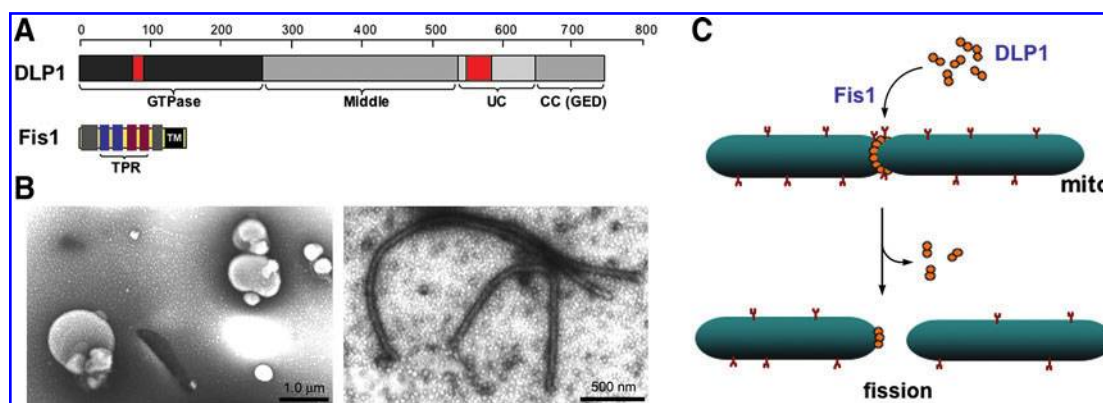 A
0 100 200 300 400 500 600 700 800
DLP1
GTPase Middle UC CC (GED)
Fis1
TM
TPR
B
1.0 μm
500 nm
C
DLP1
Fis1
mito
fission